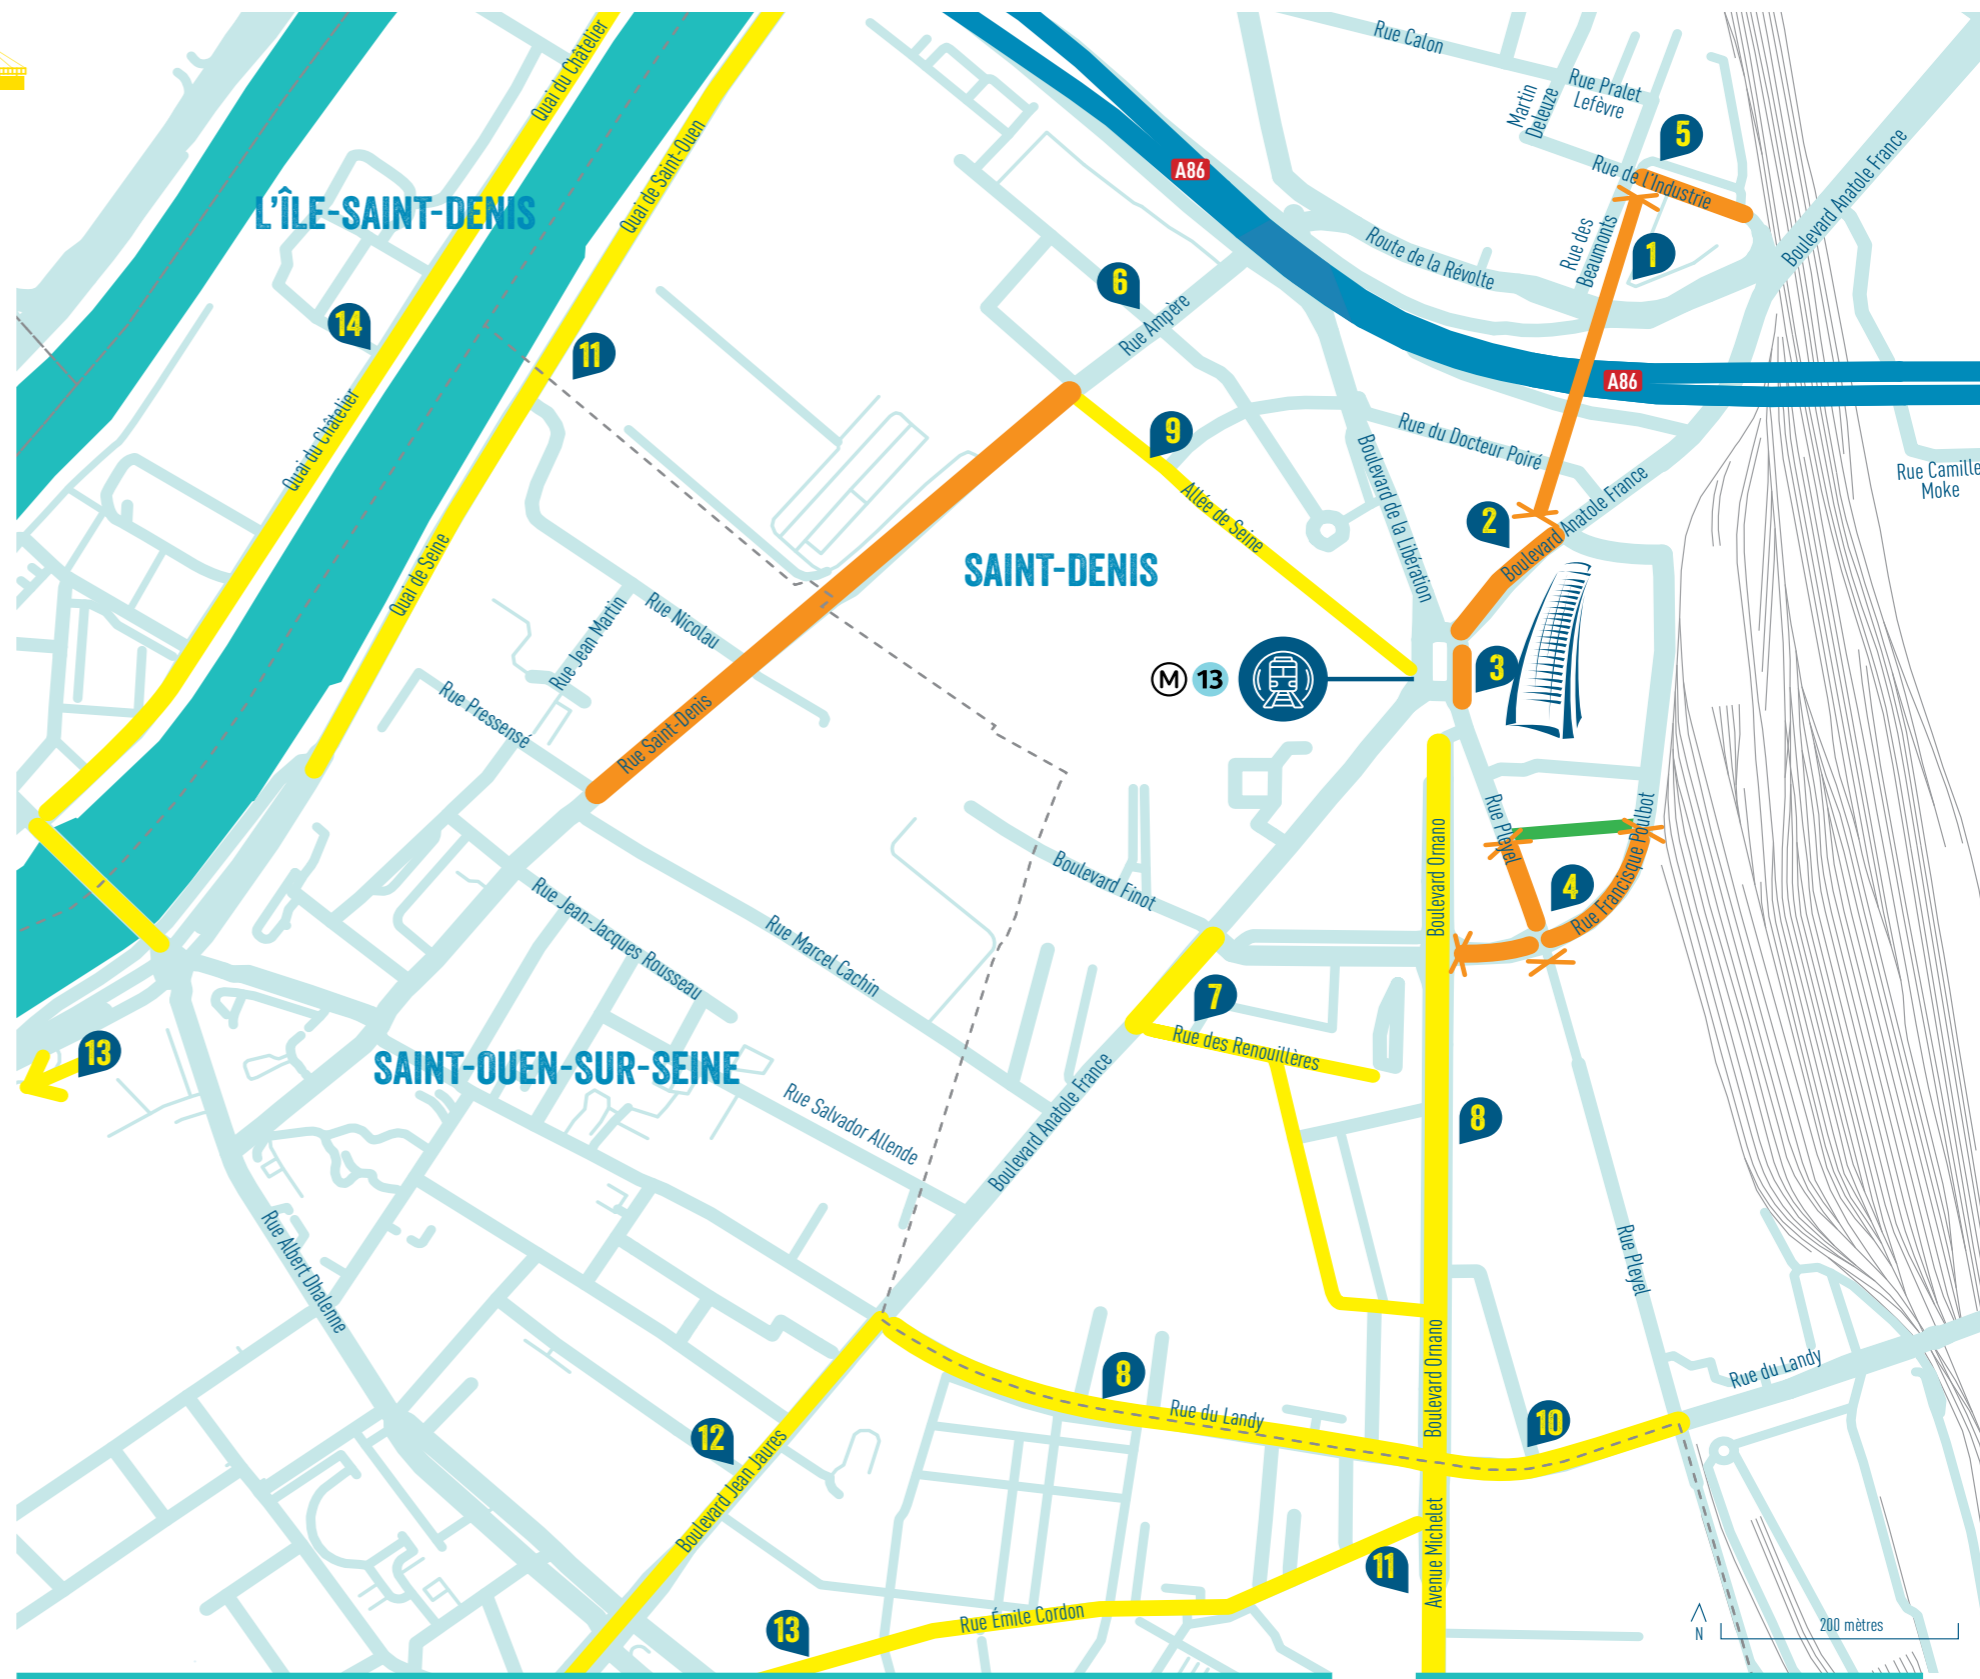 Rue Calon
Quai du Châtelier
Rue Pralet
Lefèvre
Martin
Deleuze
5
Quai de Saint-Ouen
A86
Rue de l'Industrie
Boulevard Anatole France
L'ÎLE-SAINT-DENIS
Rue des
Beaumonts
1
Route de la Révolte
6
14
Rue Ampère
11
A86
9
Quai du Châtelier
Rue du Docteur Poiré
Boulevard de la Libération
Rue Camille
Moke
Allée de Seine
2
Boulevard Anatole France
Quai de Seine
SAINT-DENIS
Rue Nicolau
Rue Jean Martin
M 13
3
Rue Pressensé
Rue Saint-Denis
Rue Pleyel
Rue Francisque Poulbot
Boulevard Ornano
Boulevard Finot
4
Rue Jean-Jacques Rousseau
Rue Marcel Cachin
7
Rue des Renouillères
13
SAINT-OUEN-SUR-SEINE
Boulevard Anatole France
8
Rue Salvador Allende
Rue Albert Dhalenne
Rue Pleyel
Boulevard Ornano
8
Rue du Landy
Rue du Landy
10
12
Boulevard Jean Jaures
Avenue Michelet
11
Rue Émile Cordon
13
N
200 mètres